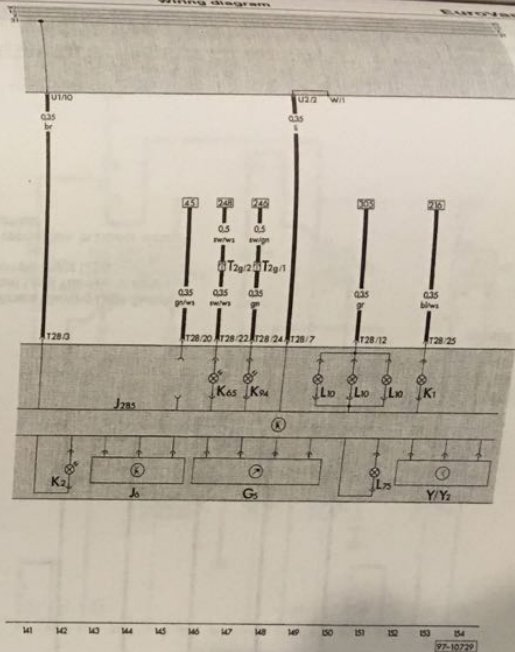 Wiring diagram
EuroVa
31
U1/10
U2/2
W/1
0,35
br
0,35
45
248
246
205
216
0,5
0,5
sw/ws
sw/gn
T2g/2
T2g/1
0,35
0,35
0,35
0,35
0,35
gn/ws
sw/ws
gn
gr
bl/ws
T28/3
T28/20
T28/22
T28/24
T28/7
T28/12
T28/25
K65
K94
L10
L10
L10
K1
J285
K2
J6
G5
L75
Y/Y2
141 142 143 144 145 146 147 148 149 150 151 152 153 154
97-10729